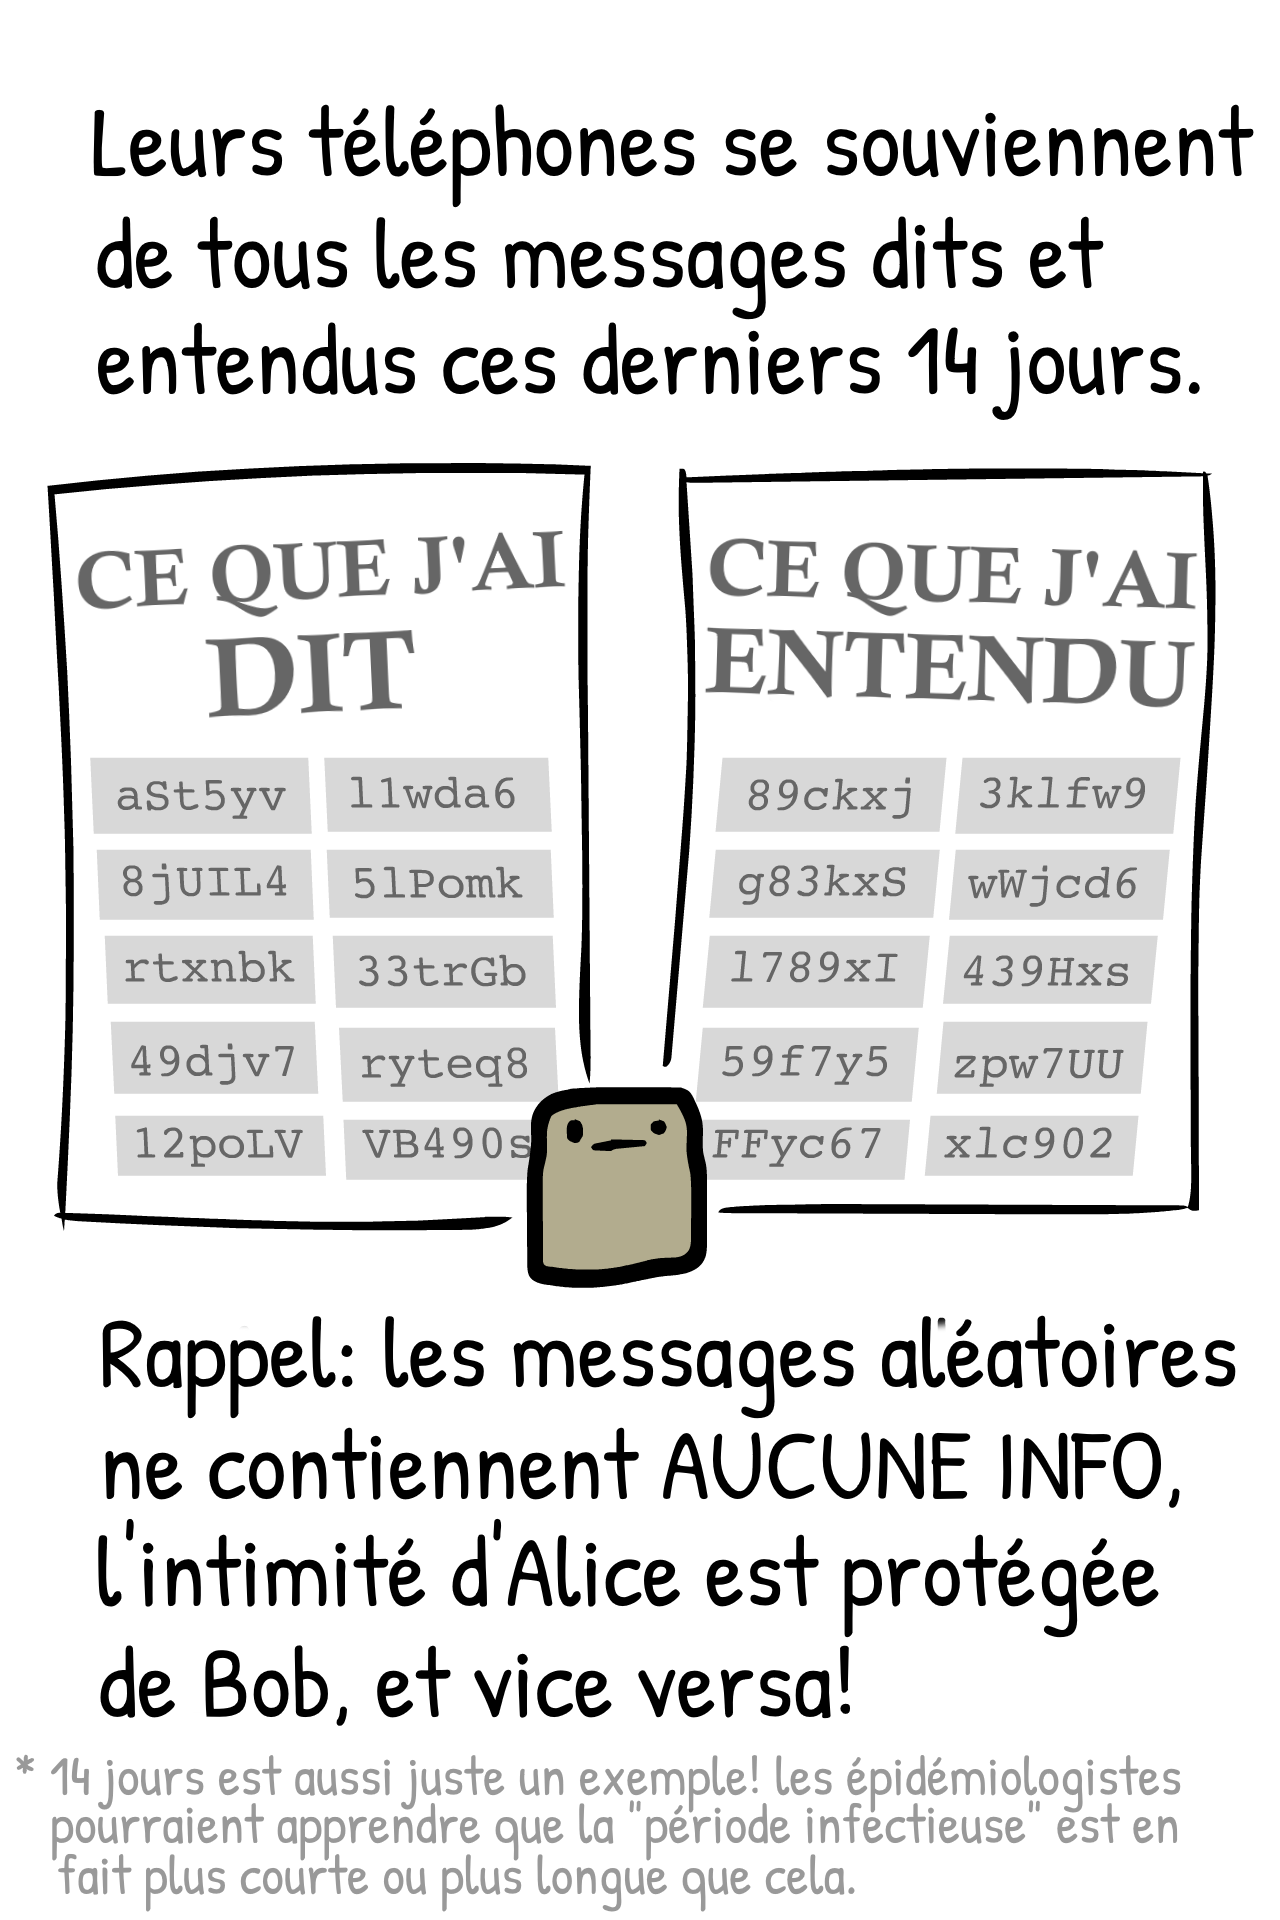 Leurs téléphones se souviennent
de tous les messages dits et
entendus ces derniers 14 jours.
CE QUE J'AI
DIT
aSt5yv l1wda6
8jUIL4 51Pomk
rtxnbk 33trGb
49djv7 ryteq8
12poLV VB490s
CE QUE J'AI
ENTENDU
89ckxj 3klfw9
g83kxS wWjcd6
l789xI 439Hxs
59f7y5 zpw7UU
FFyc67 xlc902
Rappel: les messages aléatoires
ne contiennent AUCUNE INFO,
l'intimité d'Alice est protégée
de Bob, et vice versa!
* 14 jours est aussi juste un exemple! les épidémiologistes
pourraient apprendre que la "période infectieuse" est en
fait plus courte ou plus longue que cela.